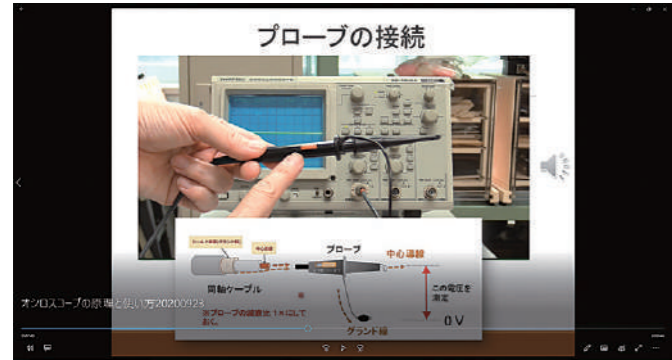 プローブの接続
プローブ
中心導線
同軸ケーブル
この電圧を
測定
※プローブの減衰比 1xにして
おく。
0 V
グランド線
オシロスコープの原理と使い方20200923